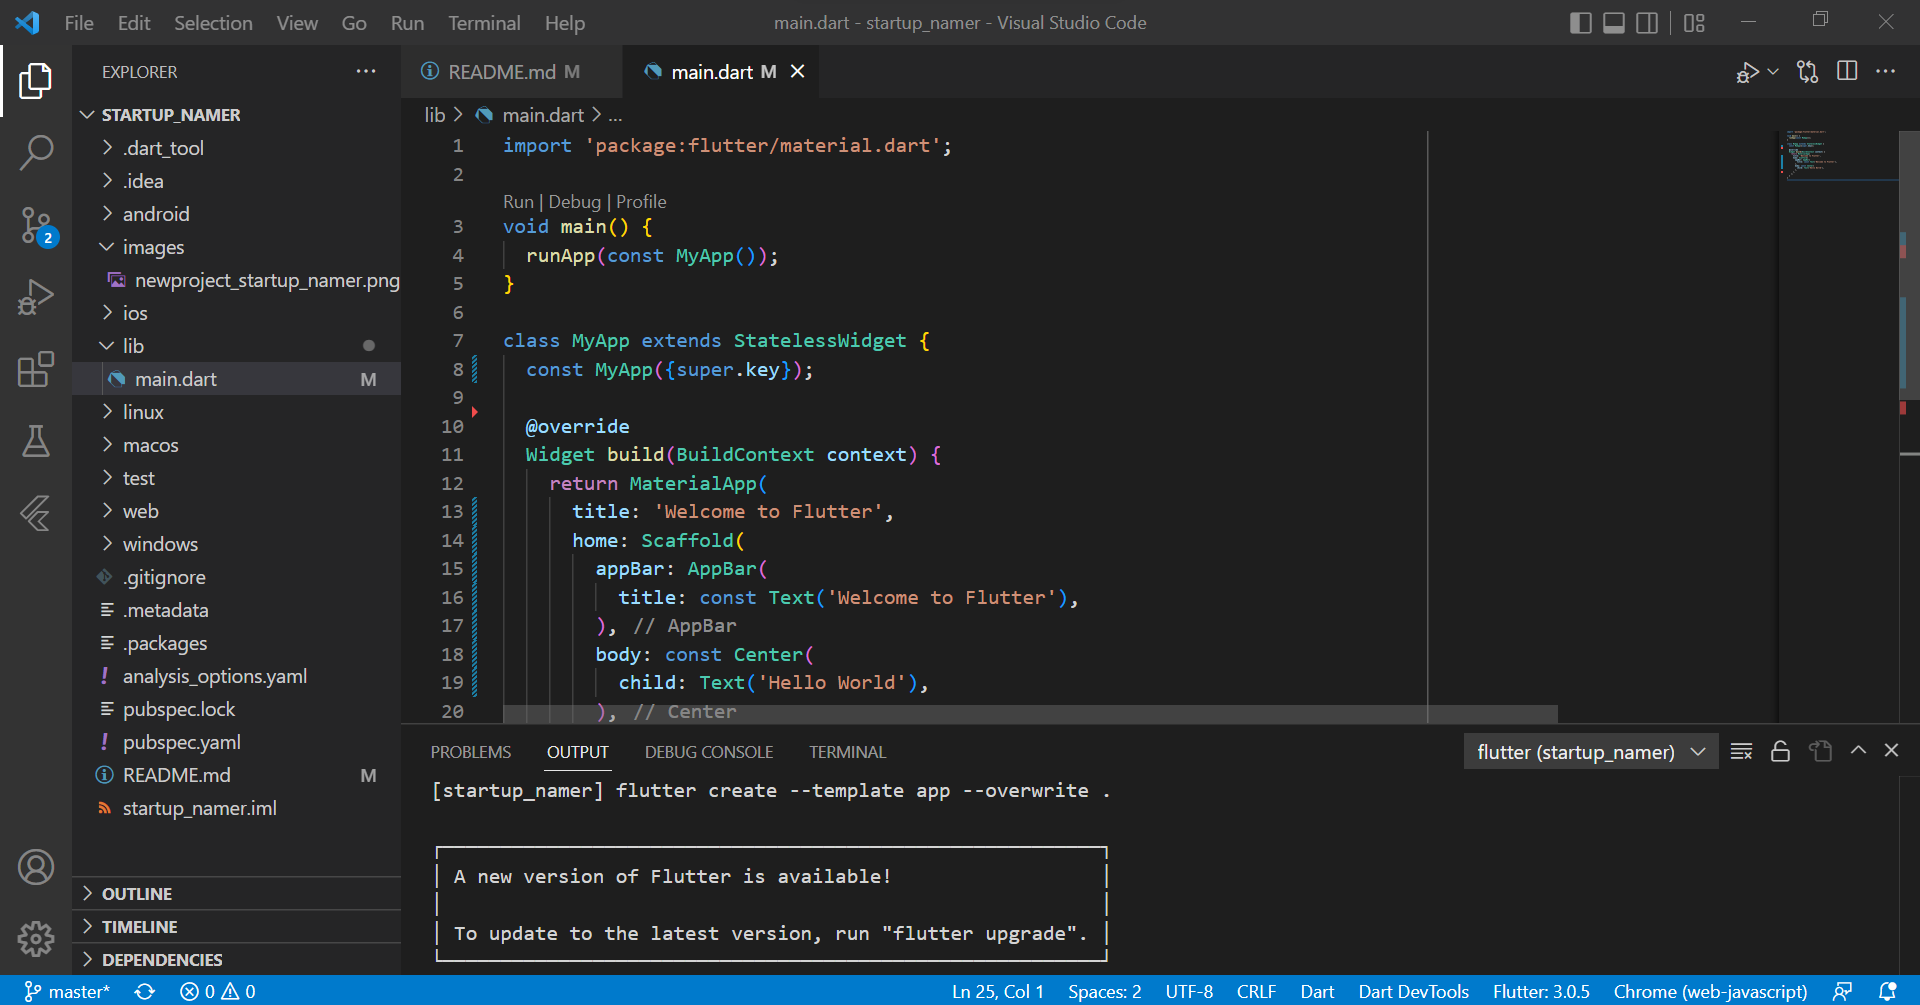 File Edit Selection View Go Run Terminal Help
main.dart - startup_namer - Visual Studio Code
EXPLORER
STARTUP_NAMER
.dart_tool
.idea
android
images
newproject_startup_namer.png
ios
lib
main.dart M
linux
macos
test
web
windows
.gitignore
.metadata
.packages
analysis_options.yaml
pubspec.lock
pubspec.yaml
README.md M
startup_namer.iml
OUTLINE
TIMELINE
DEPENDENCIES
2
README.md M
main.dart M
lib > main.dart > ...
1 import 'package:flutter/material.dart';
2
Run | Debug | Profile
3 void main() {
4 runApp(const MyApp());
5 }
6
7 class MyApp extends StatelessWidget {
8 const MyApp({super.key});
9
10 @override
11 Widget build(BuildContext context) {
12 return MaterialApp(
13 title: 'Welcome to Flutter',
14 home: Scaffold(
15 appBar: AppBar(
16 title: const Text('Welcome to Flutter'),
17 ), // AppBar
18 body: const Center(
19 child: Text('Hello World'),
20 ), // Center
PROBLEMS OUTPUT DEBUG CONSOLE TERMINAL
flutter (startup_namer)
[startup_namer] flutter create --template app --overwrite .
A new version of Flutter is available!
To update to the latest version, run "flutter upgrade".
master* 0 0
Ln 25, Col 1 Spaces: 2 UTF-8 CRLF Dart Dart DevTools Flutter: 3.0.5 Chrome (web-javascript)